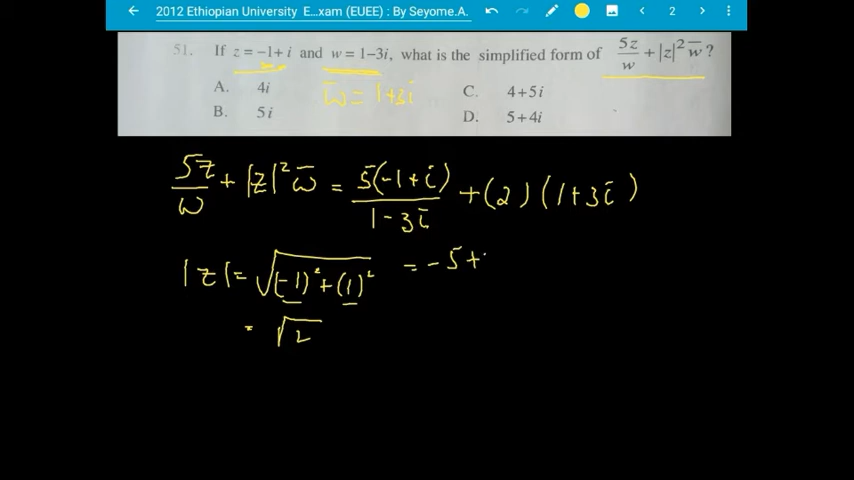 2012 Ethiopian University E...xam (EUEE) : By Seyome.A.
2
51. If z = −1+ i and w = 1−3i, what is the simplified form of 5z/w + |z|² w̅ ?
A. 4i
C. 4+5i
B. 5i
D. 5+4i
w̅ = 1+3i
5z/w + |z|² w̅ = 5(-1+i)/1-3i + (2)(1+3i)
|z| = √(-1)²+(1)² = -5+
= √2